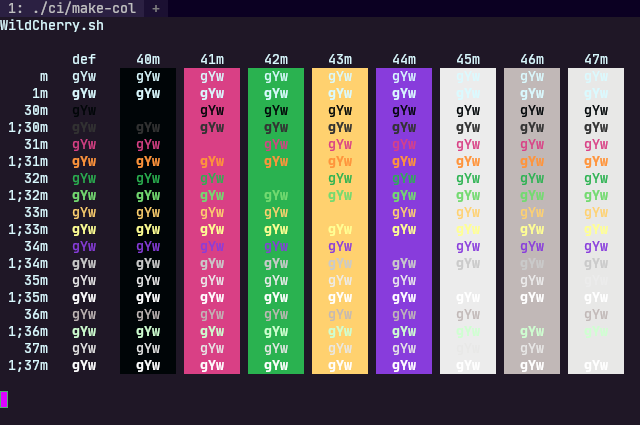 1: ./ci/make-col +
WildCherry.sh
def 40m 41m 42m 43m 44m 45m 46m 47m
m gYw gYw gYw gYw gYw gYw gYw gYw gYw
1m gYw gYw gYw gYw gYw gYw gYw gYw gYw
30m gYw gYw gYw gYw gYw gYw gYw gYw
1;30m gYw gYw gYw gYw gYw gYw gYw gYw gYw
31m gYw gYw gYw gYw gYw gYw gYw gYw
1;31m gYw gYw gYw gYw gYw gYw gYw gYw gYw
32m gYw gYw gYw gYw gYw gYw gYw gYw
1;32m gYw gYw gYw gYw gYw gYw gYw gYw gYw
33m gYw gYw gYw gYw gYw gYw gYw gYw
1;33m gYw gYw gYw gYw gYw gYw gYw gYw gYw
34m gYw gYw gYw gYw gYw gYw gYw gYw
1;34m gYw gYw gYw gYw gYw gYw gYw gYw gYw
35m gYw gYw gYw gYw gYw gYw gYw gYw
1;35m gYw gYw gYw gYw gYw gYw gYw gYw gYw
36m gYw gYw gYw gYw gYw gYw gYw gYw
1;36m gYw gYw gYw gYw gYw gYw gYw gYw gYw
37m gYw gYw gYw gYw gYw gYw gYw gYw
1;37m gYw gYw gYw gYw gYw gYw gYw gYw gYw